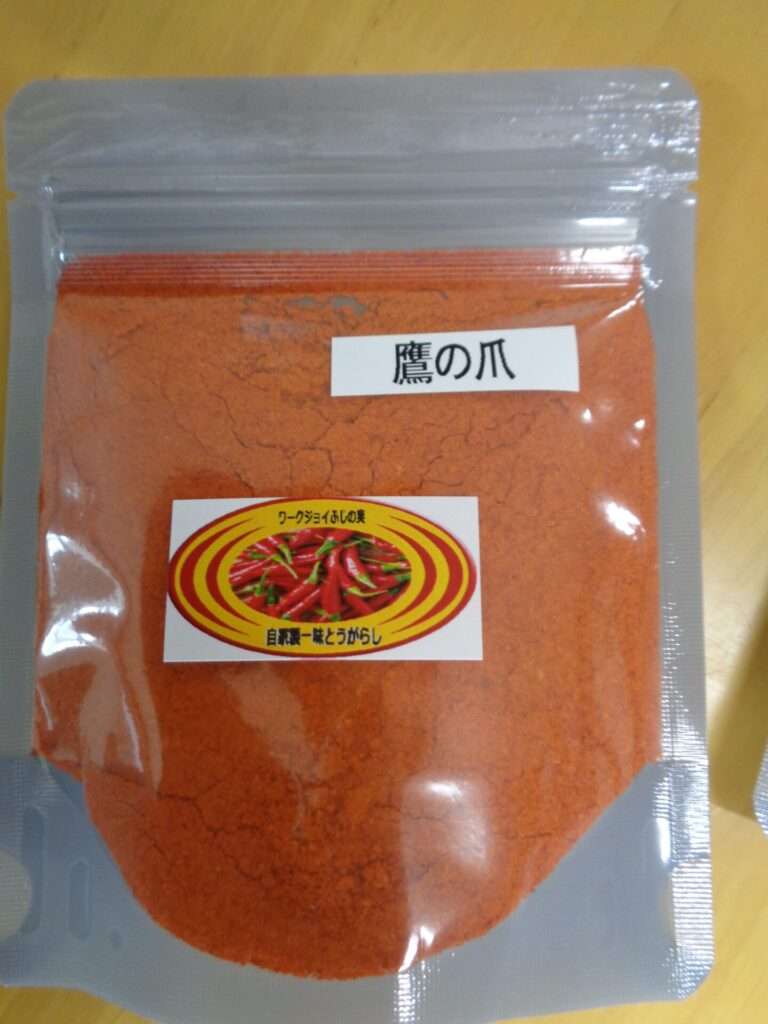 鷹の爪
ワークジョイふじの実
自家製一味とうがらし